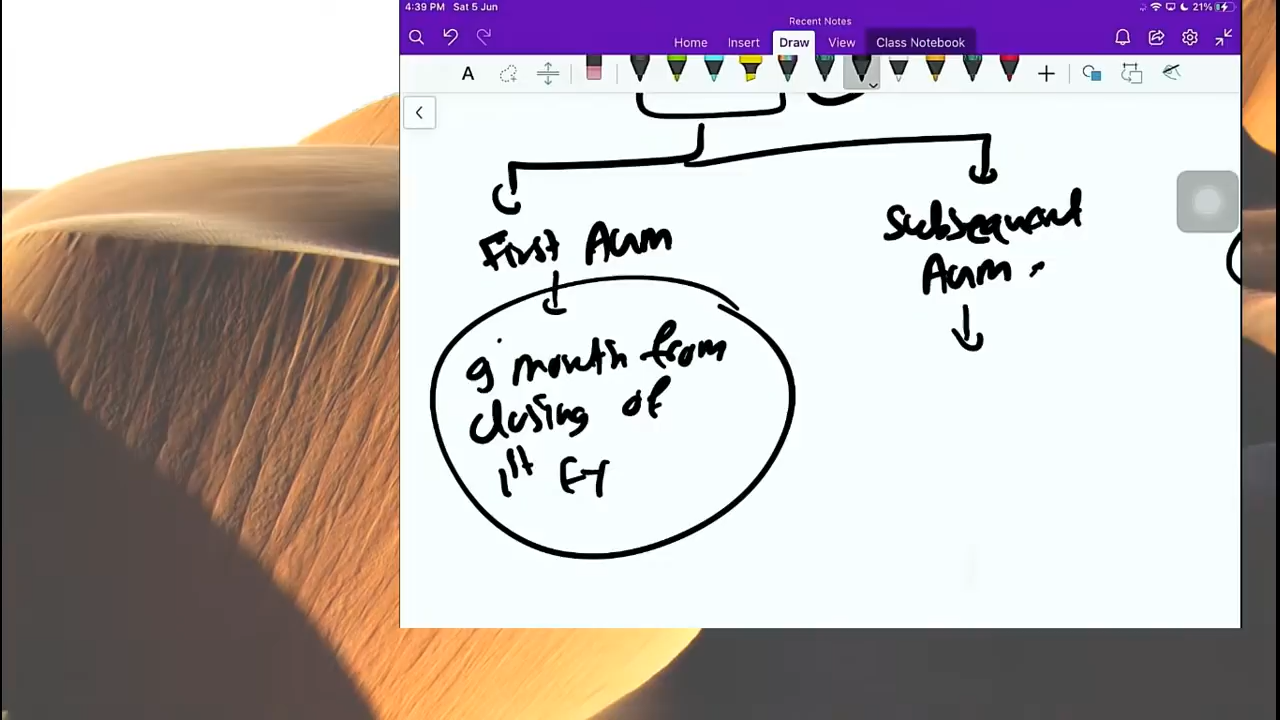 4:39 PM Sat 5 Jun
21%
Recent Notes
Home Insert Draw View Class Notebook
A
First AGM
Subsequent
AGM
9 month from
closing of
1st FY